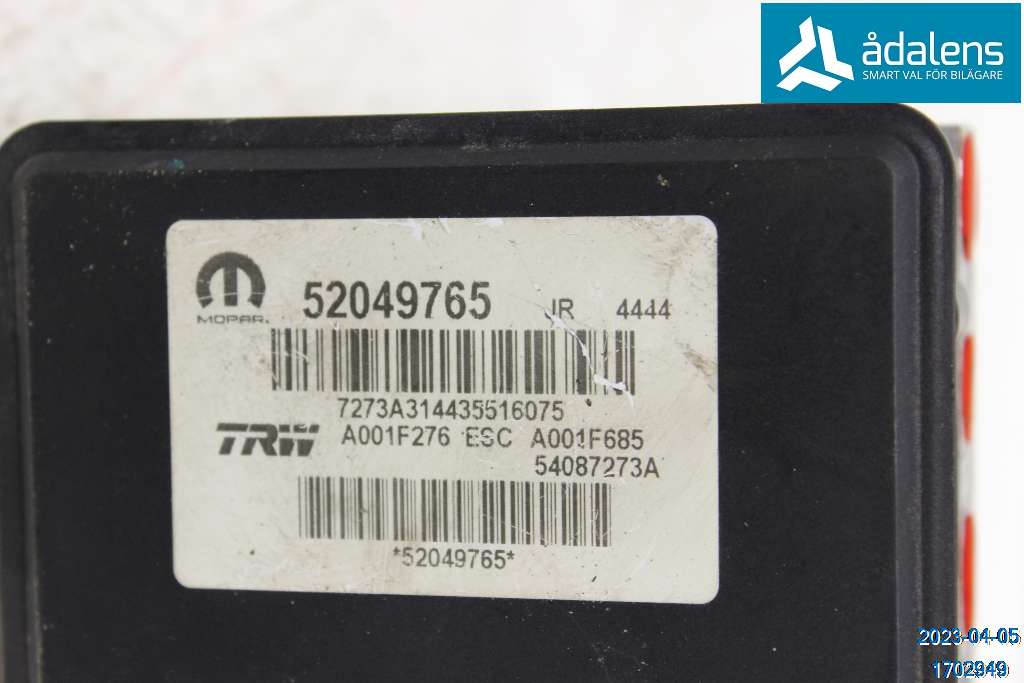 ådalens
SMART VAL FÖR BILÄGARE
52049765 JR 4444
MOPAR.
7273A314435516075
TRW A001F276 ESC A001F685
54087273A
*52049765*
2023-04-05
1702949